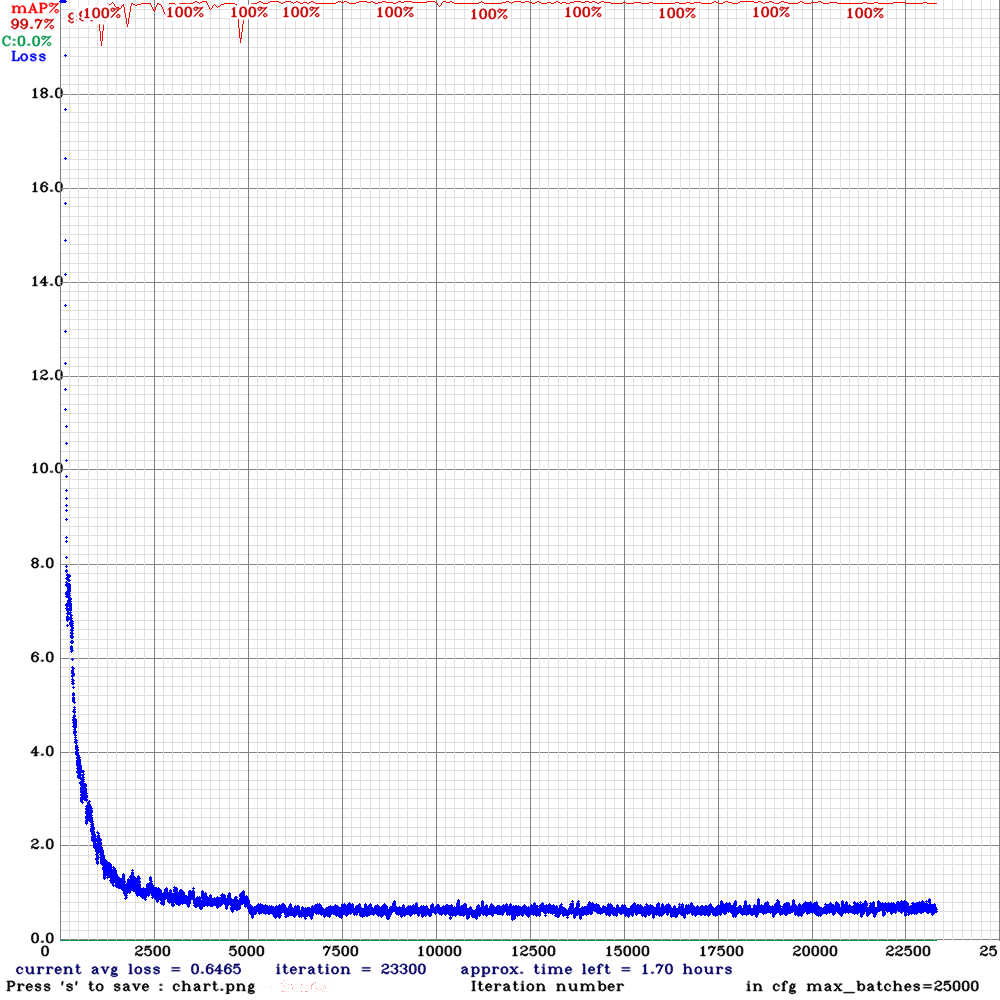 mAP% 100% 100% 100% 100% 100% 100% 100% 100% 100% 100%
99.7%
C:0.0%
Loss
18.0
16.0
14.0
12.0
10.0
8.0
6.0
4.0
2.0
0.0
0 2500 5000 7500 10000 12500 15000 17500 20000 22500 25
current avg loss = 0.6465 iteration = 23300 approx. time left = 1.70 hours
Press 's' to save : chart.png Iteration number in cfg max_batches=25000